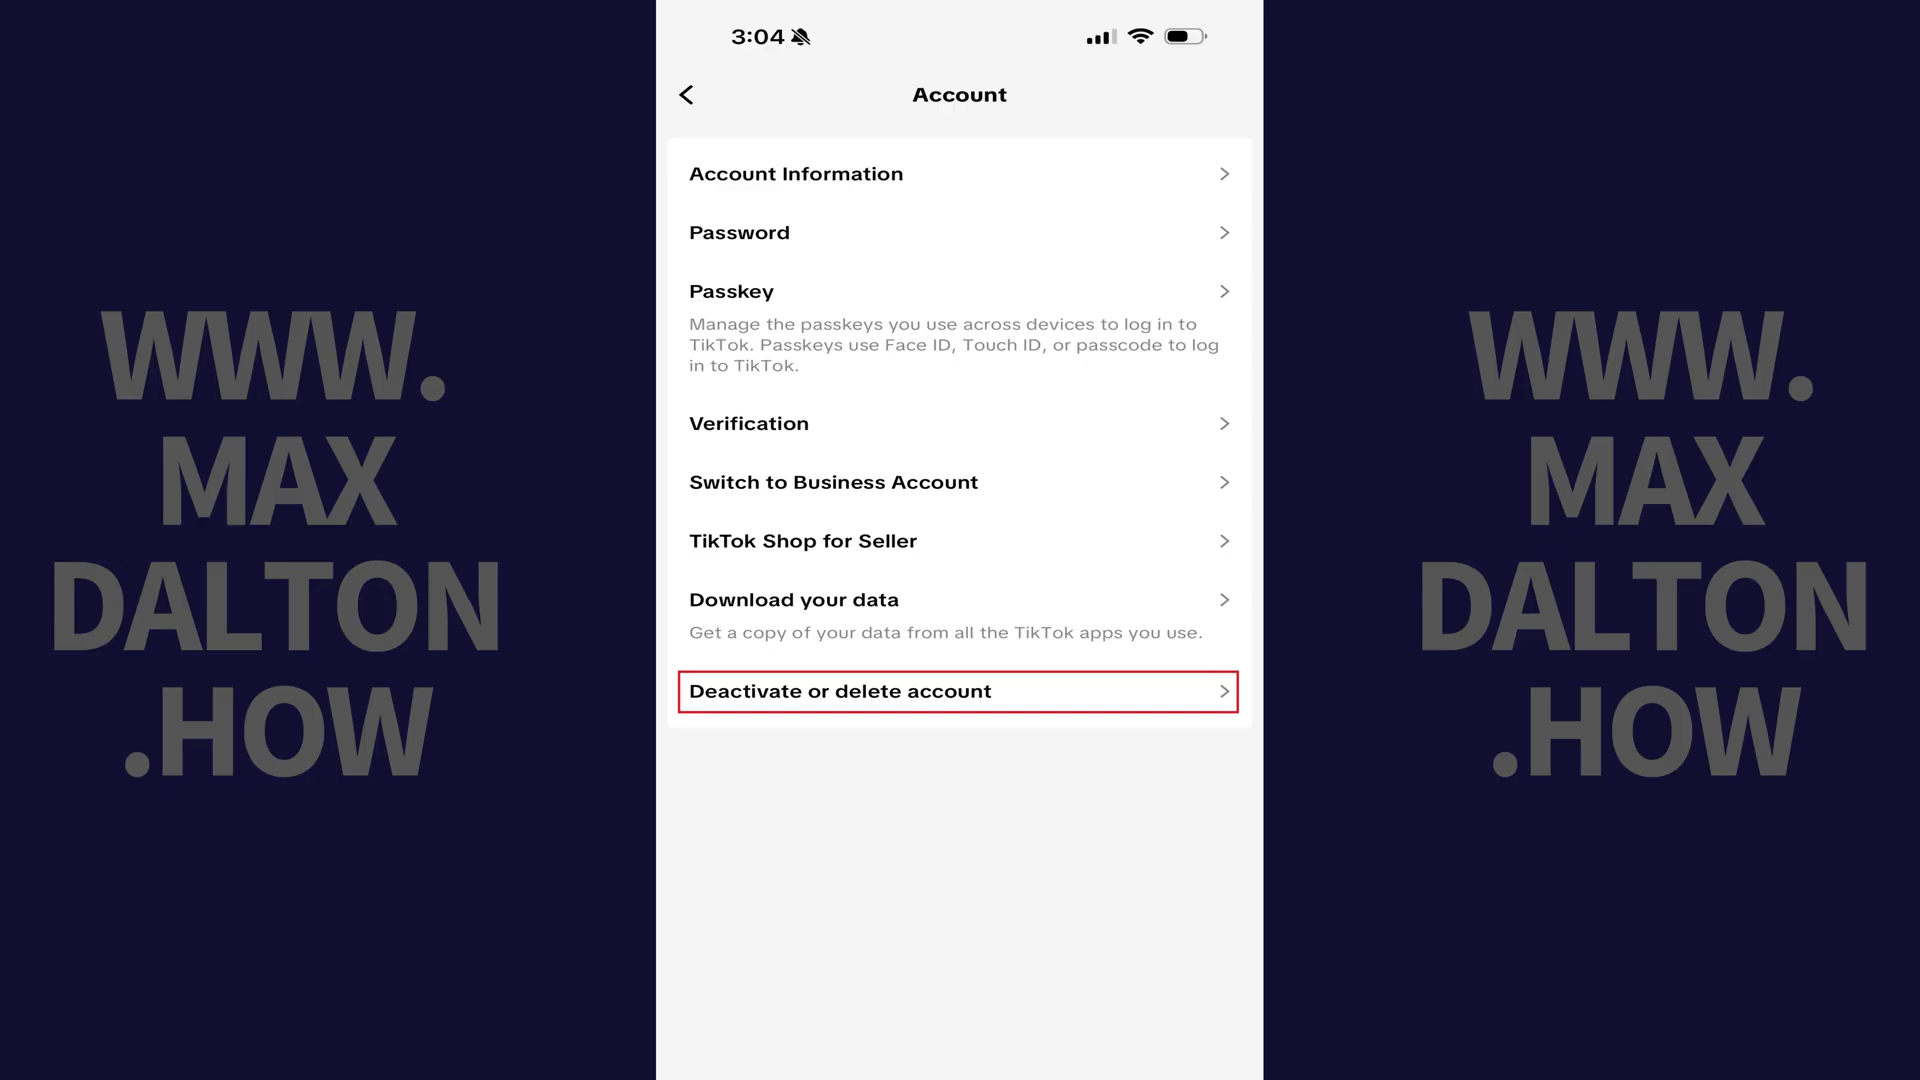 WWW.
MAX
DALTON
.HOW
3:04
Account
Account Information
Password
Passkey
Manage the passkeys you use across devices to log in to
TikTok. Passkeys use Face ID, Touch ID, or passcode to log
in to TikTok.
Verification
Switch to Business Account
TikTok Shop for Seller
Download your data
Get a copy of your data from all the TikTok apps you use.
Deactivate or delete account
WWW.
MAX
DALTON
.HOW